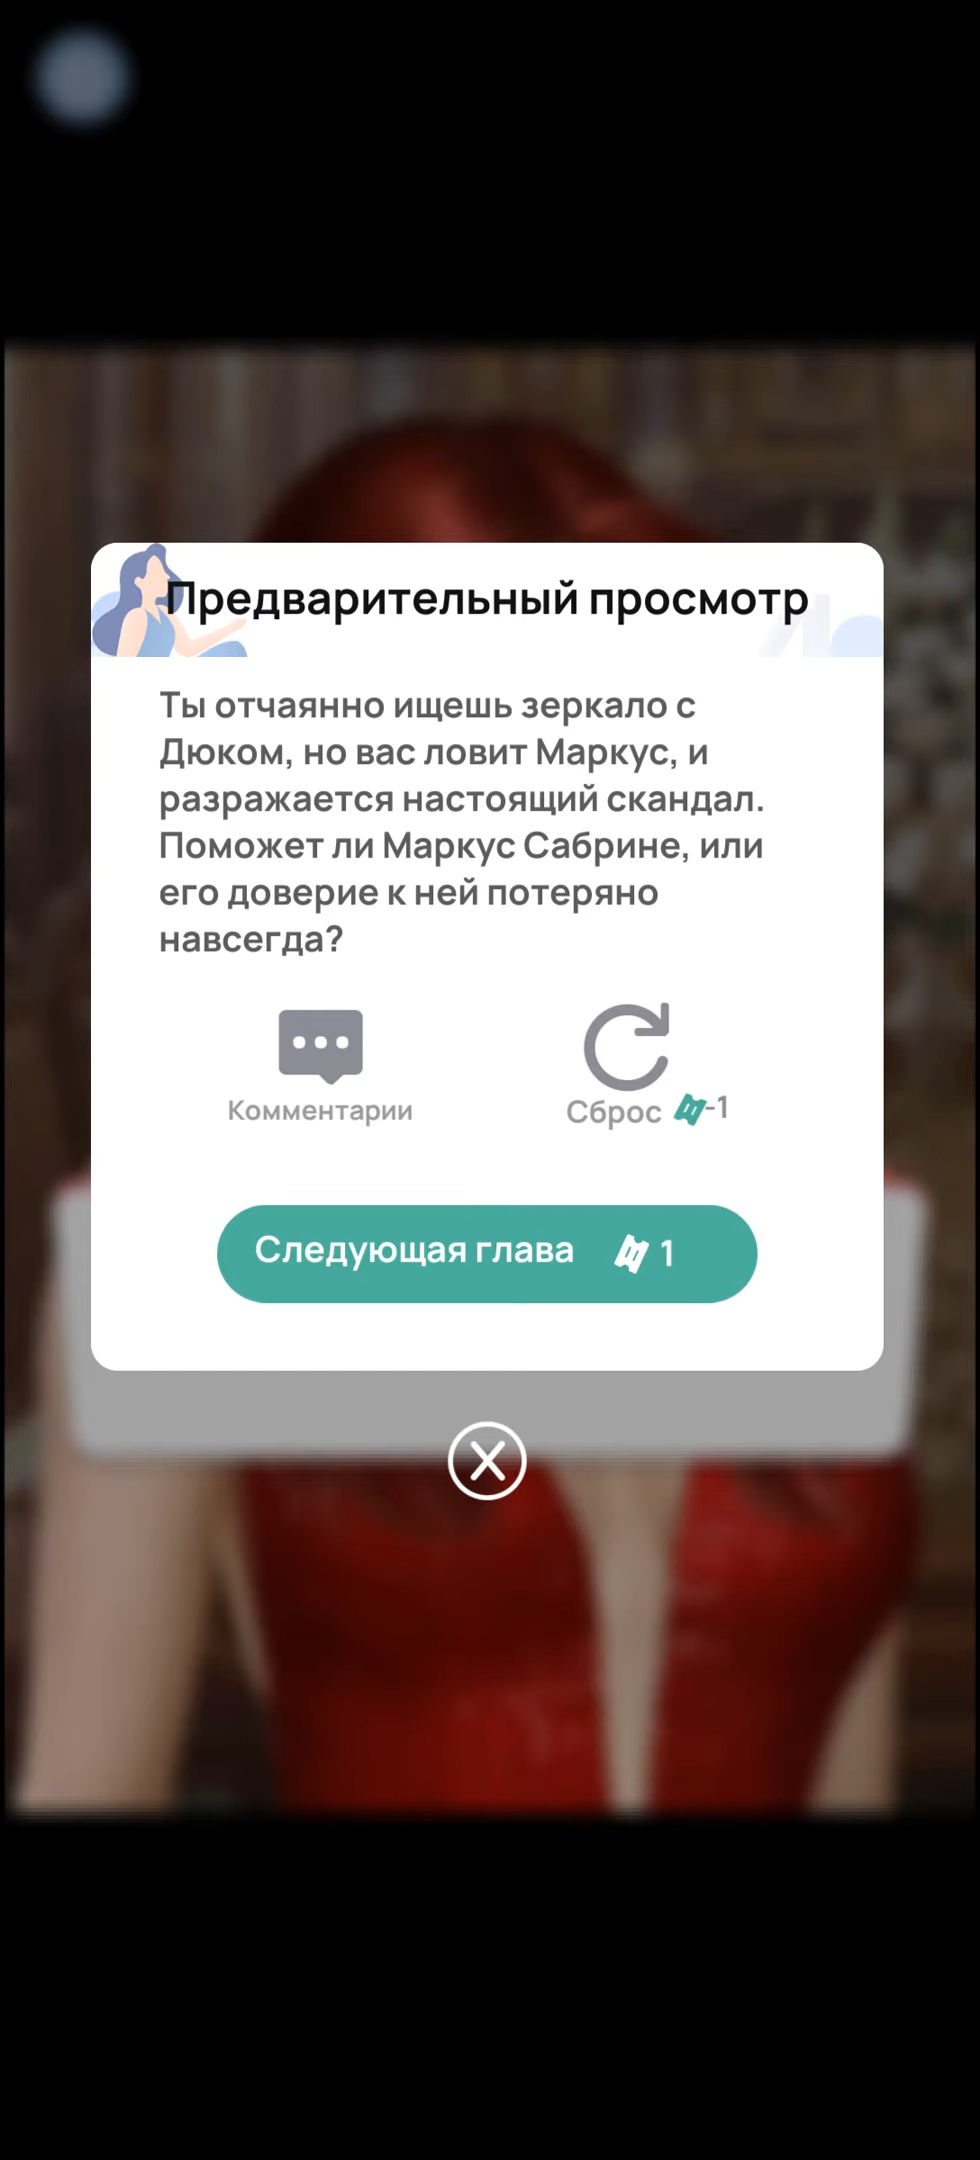 Предварительный просмотр
Ты отчаянно ищешь зеркало с
Дюком, но вас ловит Маркус, и
разражается настоящий скандал.
Поможет ли Маркус Сабрине, или
его доверие к ней потеряно
навсегда?
Комментарии
Сброс -1
Следующая глава 1